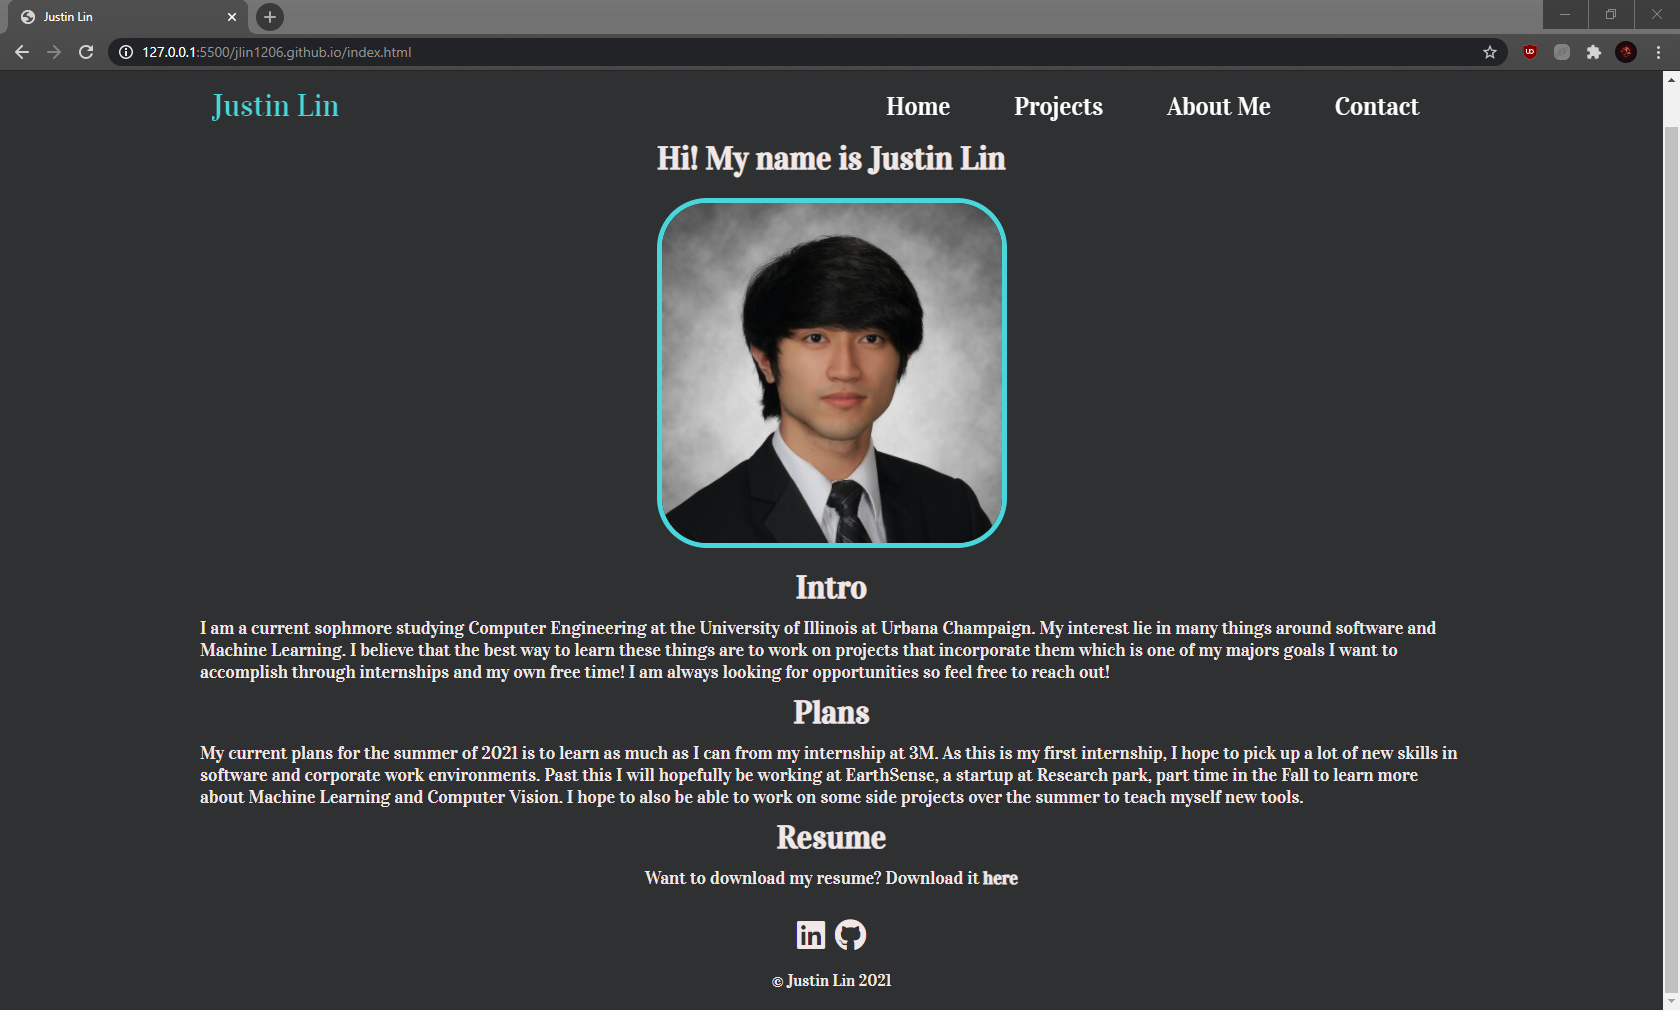 Justin Lin
127.0.0.1:5500/jlin1206.github.io/index.html
Justin Lin
Home Projects About Me Contact
Hi! My name is Justin Lin
Intro
I am a current sophmore studying Computer Engineering at the University of Illinois at Urbana Champaign. My interest lie in many things around software and
Machine Learning. I believe that the best way to learn these things are to work on projects that incorporate them which is one of my majors goals I want to
accomplish through internships and my own free time! I am always looking for opportunities so feel free to reach out!
Plans
My current plans for the summer of 2021 is to learn as much as I can from my internship at 3M. As this is my first internship, I hope to pick up a lot of new skills in
software and corporate work environments. Past this I will hopefully be working at EarthSense, a startup at Research park, part time in the Fall to learn more
about Machine Learning and Computer Vision. I hope to also be able to work on some side projects over the summer to teach myself new tools.
Resume
Want to download my resume? Download it here
in
© Justin Lin 2021